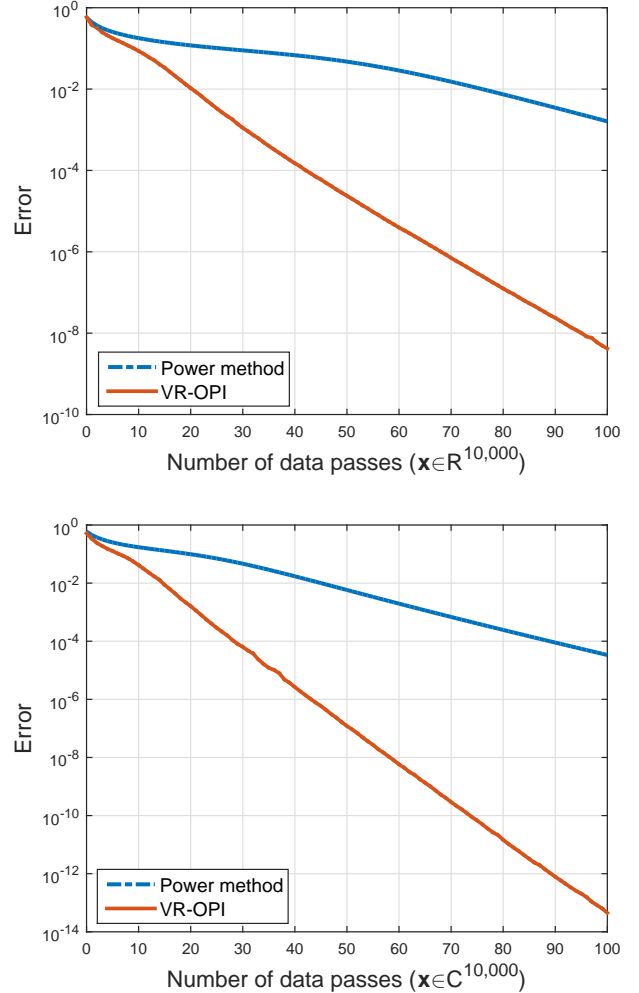 10^0
10^-2
10^-4
10^-6
10^-8
10^-10
Error
Power method
VR-OPI
0 10 20 30 40 50 60 70 80 90 100
Number of data passes (x∈R^10,000)
10^0
10^-2
10^-4
10^-6
10^-8
10^-10
10^-12
10^-14
Error
Power method
VR-OPI
0 10 20 30 40 50 60 70 80 90 100
Number of data passes (x∈C^10,000)